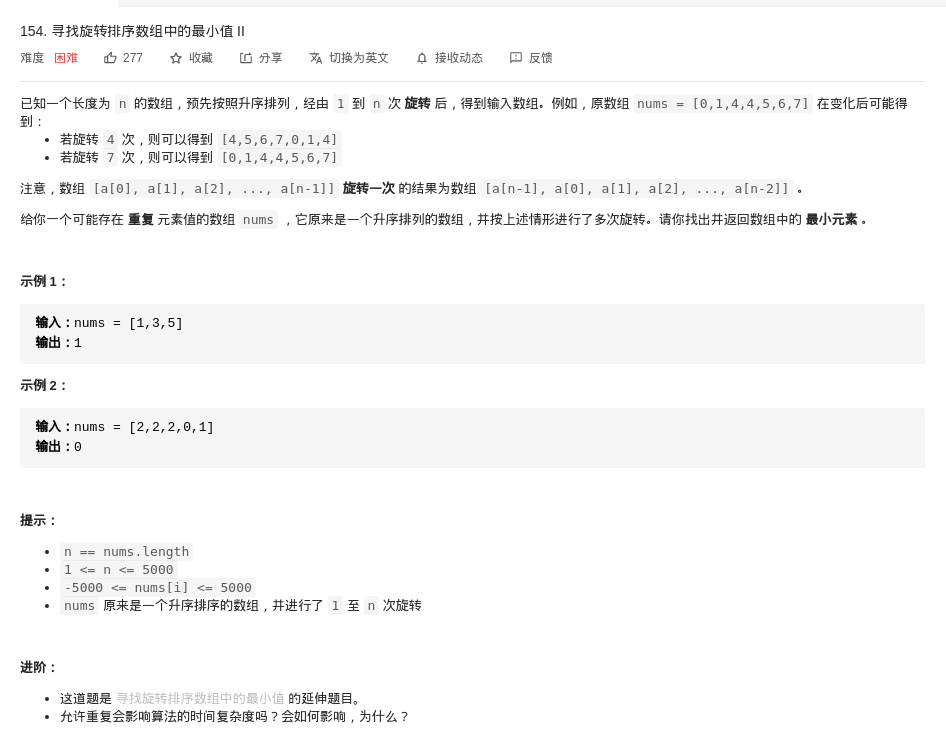 154. 寻找旋转排序数组中的最小值 II
难度 困难 277 收藏 分享 切换为英文 接收动态 反馈
已知一个长度为 n 的数组，预先按照升序排列，经由 1 到 n 次 旋转 后，得到输入数组。例如，原数组 nums = [0,1,4,4,5,6,7] 在变化后可能得
到：
若旋转 4 次，则可以得到 [4,5,6,7,0,1,4]
若旋转 7 次，则可以得到 [0,1,4,4,5,6,7]
注意，数组 [a[0], a[1], a[2], ..., a[n-1]] 旋转一次 的结果为数组 [a[n-1], a[0], a[1], a[2], ..., a[n-2]] 。
给你一个可能存在 重复 元素值的数组 nums ，它原来是一个升序排列的数组，并按上述情形进行了多次旋转。请你找出并返回数组中的 最小元素 。
示例 1：
输入：nums = [1,3,5]
输出：1
示例 2：
输入：nums = [2,2,2,0,1]
输出：0
提示：
n == nums.length
1 <= n <= 5000
-5000 <= nums[i] <= 5000
nums 原来是一个升序排序的数组，并进行了 1 至 n 次旋转
进阶：
这道题是 寻找旋转排序数组中的最小值 的延伸题目。
允许重复会影响算法的时间复杂度吗？会如何影响，为什么？